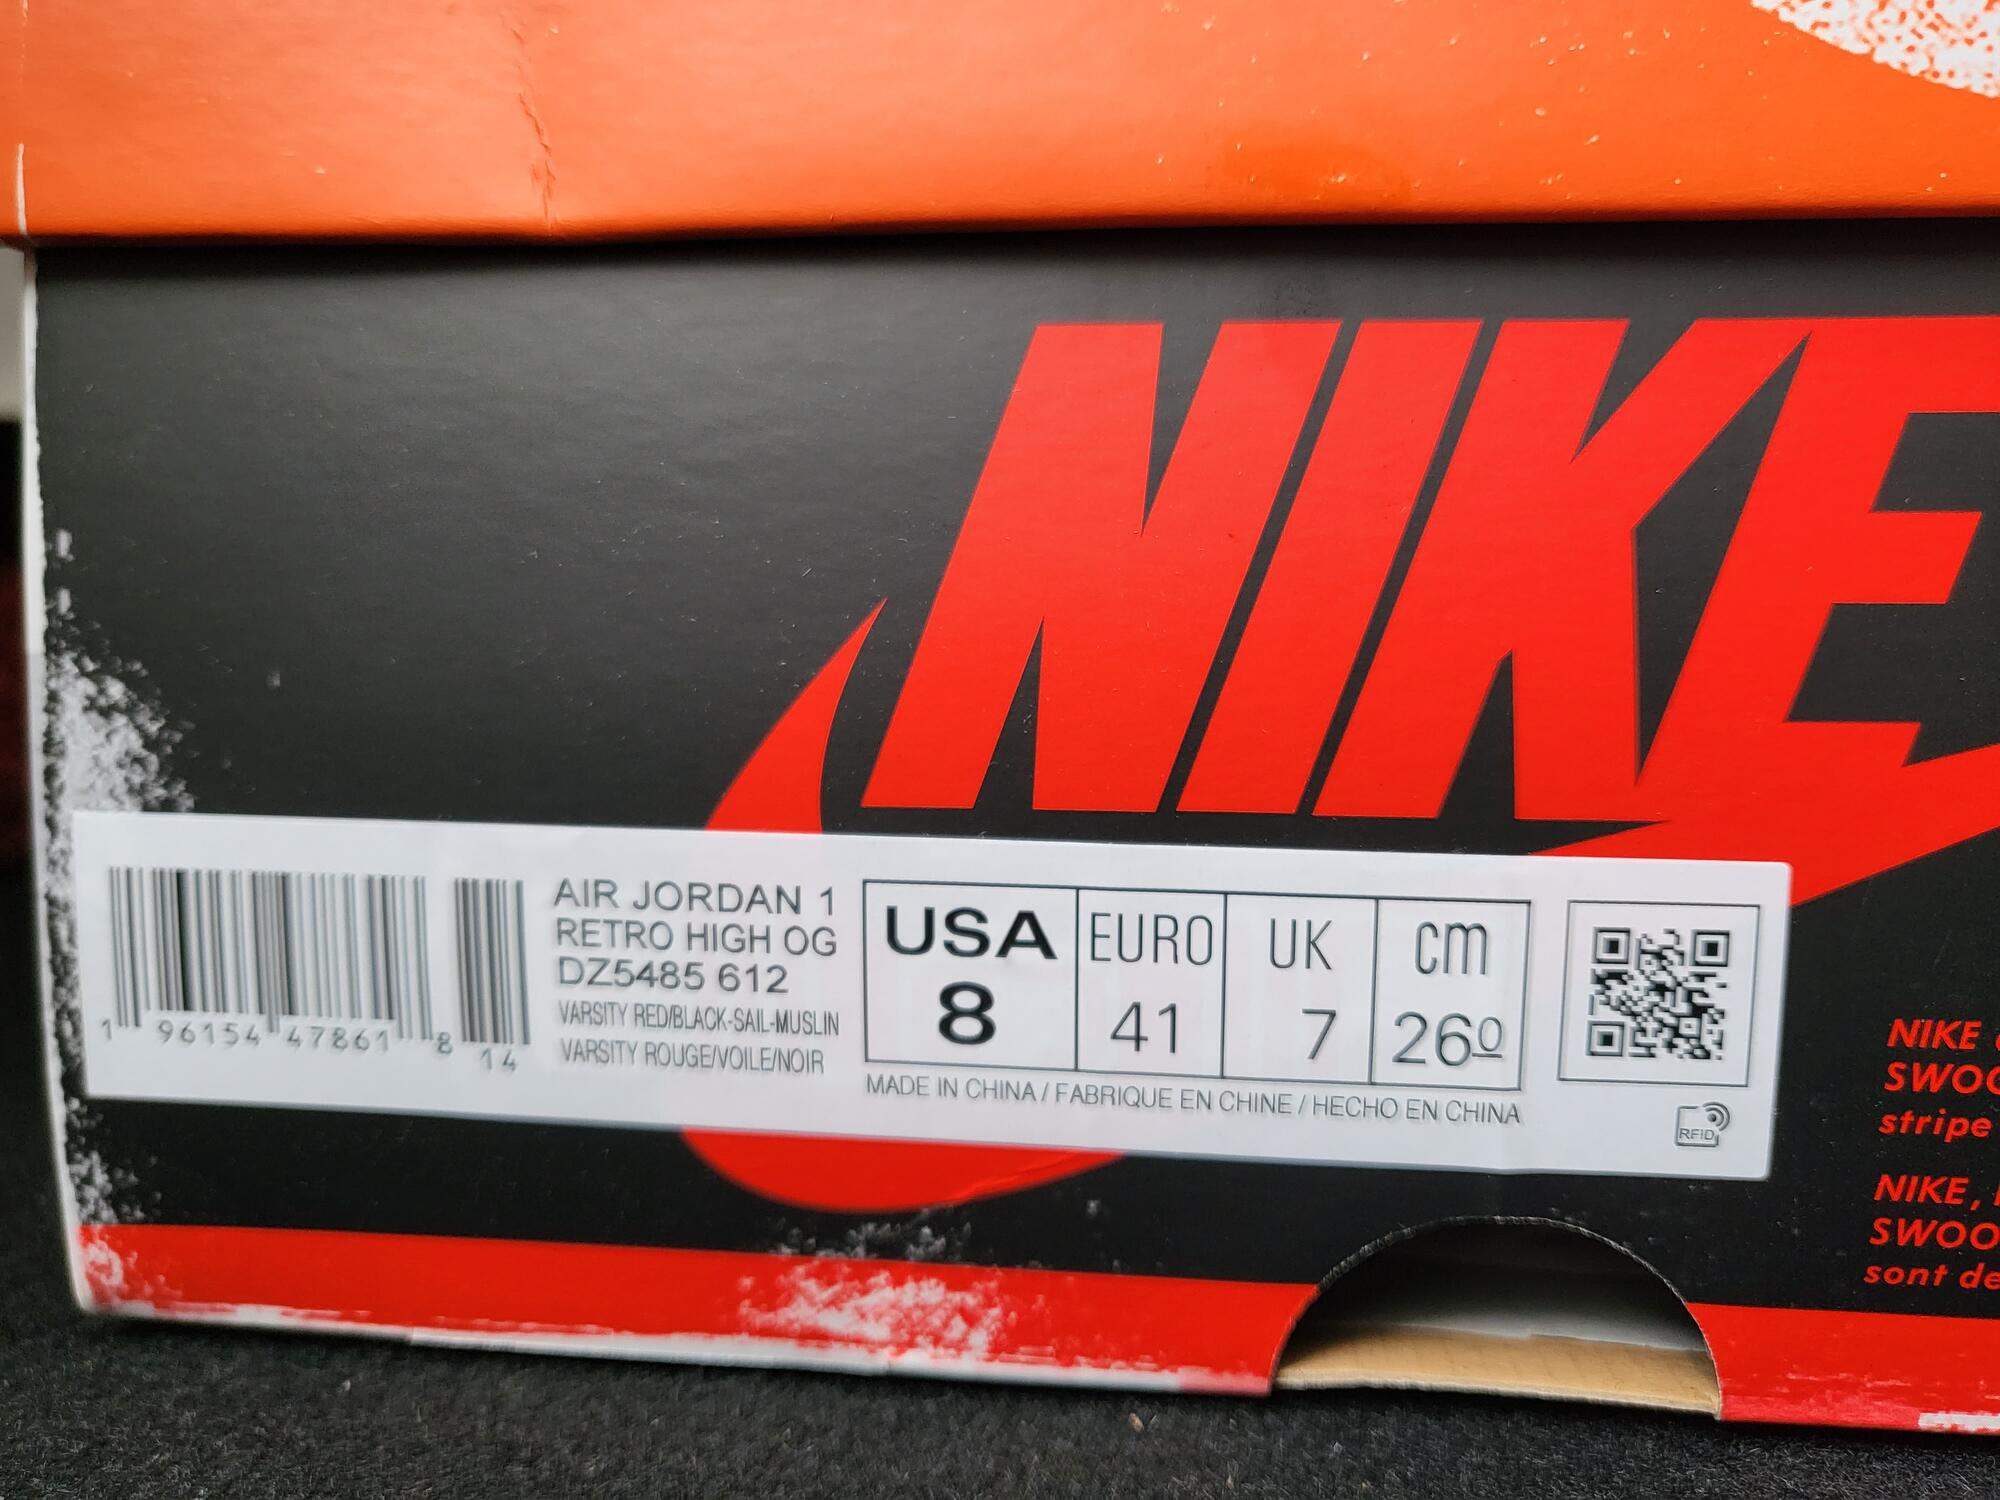 NIKE
AIR JORDAN 1
RETRO HIGH OG
DZ5485 612
VARSITY RED/BLACK-SAIL-MUSLIN
VARSITY ROUGE/VOILE/NOIR
1 96154 47861 8 14
USA EURO UK cm
8 41 7 26⁰
MADE IN CHINA / FABRIQUE EN CHINE / HECHO EN CHINA
RFID
NIKE
stripe
NIKE,
sont de